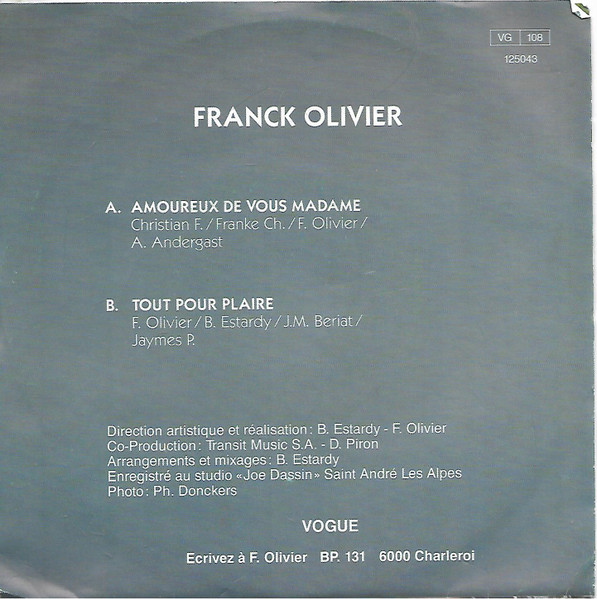 VG 108
125043
FRANCK OLIVIER
A. AMOUREUX DE VOUS MADAME
Christian F. / Franke Ch. / F. Olivier /
A. Andergast
B. TOUT POUR PLAIRE
F. Olivier / B. Estardy / J.M. Beriat /
Jaymes P.
Direction artistique et réalisation: B. Estardy - F. Olivier
Co-Production: Transit Music S.A. - D. Piron
Arrangements et mixages: B. Estardy
Enregistré au studio «Joe Dassin» Saint André Les Alpes
Photo: Ph. Donckers
VOGUE
Ecrivez à F. Olivier BP. 131 6000 Charleroi